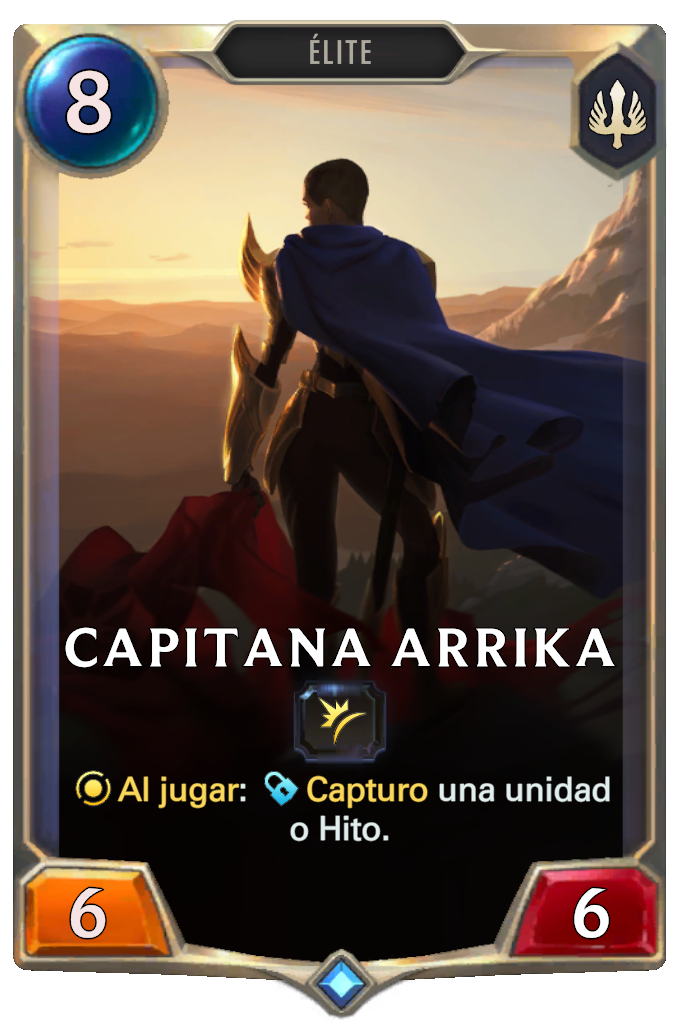 ÉLITE
8
CAPITANA ARRIKA
Al jugar: Capturo una unidad
o Hito.
6
6